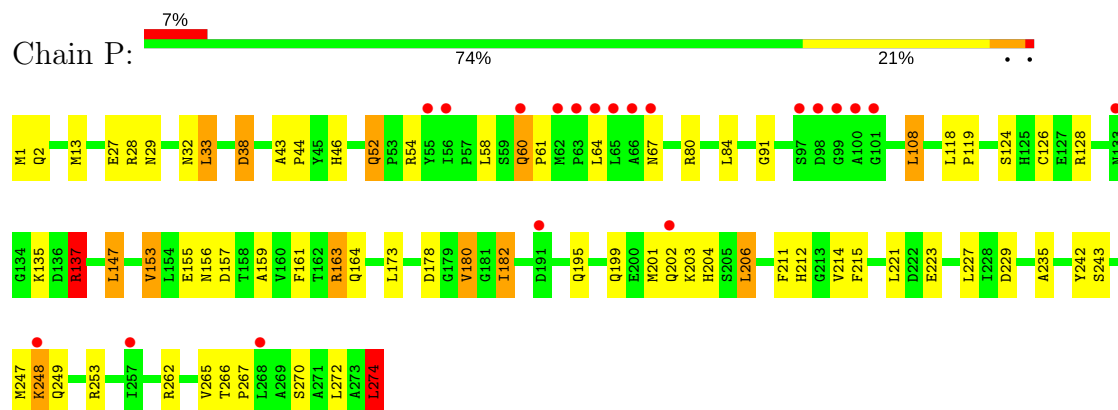 7%
Chain P:
74% 21% . .
M1 Q2 M13 E27 R28 N29 N32 L33 D38 A43 P44 Y45 H46 Q52 P53 R54 Y55 I56 P57 L58 S59 Q60 P61 M62 P63 L64 L65 A66 N67 R80 L84 G91 S97 D98 G99 A100 G101 L108 L118 P119 S124 H125 C126 E127 R128 N133
G134 K135 D136 R137 L147 V153 L154 E155 N156 D157 T158 A159 V160 F161 T162 R163 Q164 L173 D178 G179 V180 G181 I182 D191 Q195 Q199 E200 M201 Q202 K203 H204 S205 L206 F211 H212 G213 V214 F215 L221 D222 E223 L227 I228 D229 A235 Y242 S243
M247 K248 Q249 R253 I257 R262 V265 T266 P267 L268 A269 S270 A271 L272 A273 L274